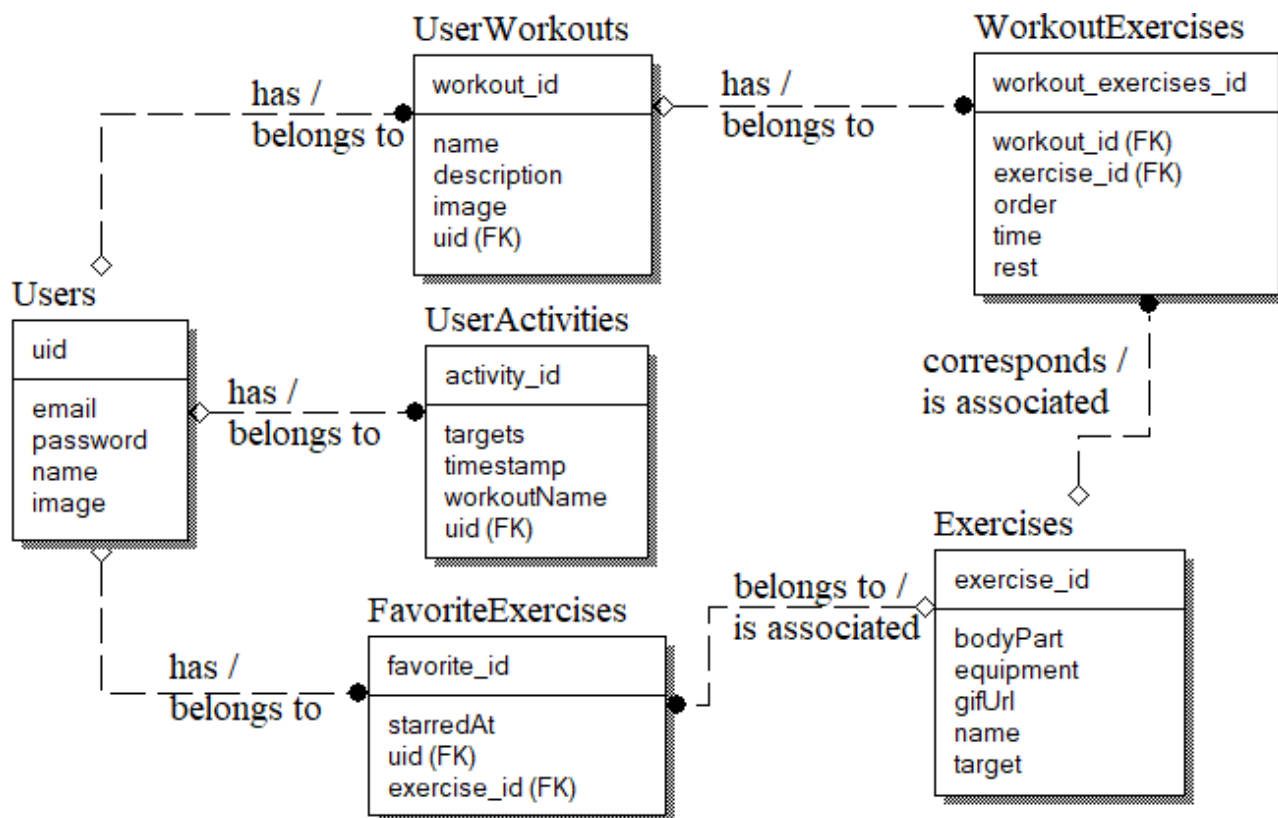 UserWorkouts
workout_id
name
description
image
uid (FK)
has /
belongs to
has /
belongs to
WorkoutExercises
workout_exercises_id
workout_id (FK)
exercise_id (FK)
order
time
rest
Users
uid
email
password
name
image
has /
belongs to
UserActivities
activity_id
targets
timestamp
workoutName
uid (FK)
corresponds /
is associated
has /
belongs to
FavoriteExercises
favorite_id
starredAt
uid (FK)
exercise_id (FK)
belongs to /
is associated
Exercises
exercise_id
bodyPart
equipment
gifUrl
name
target